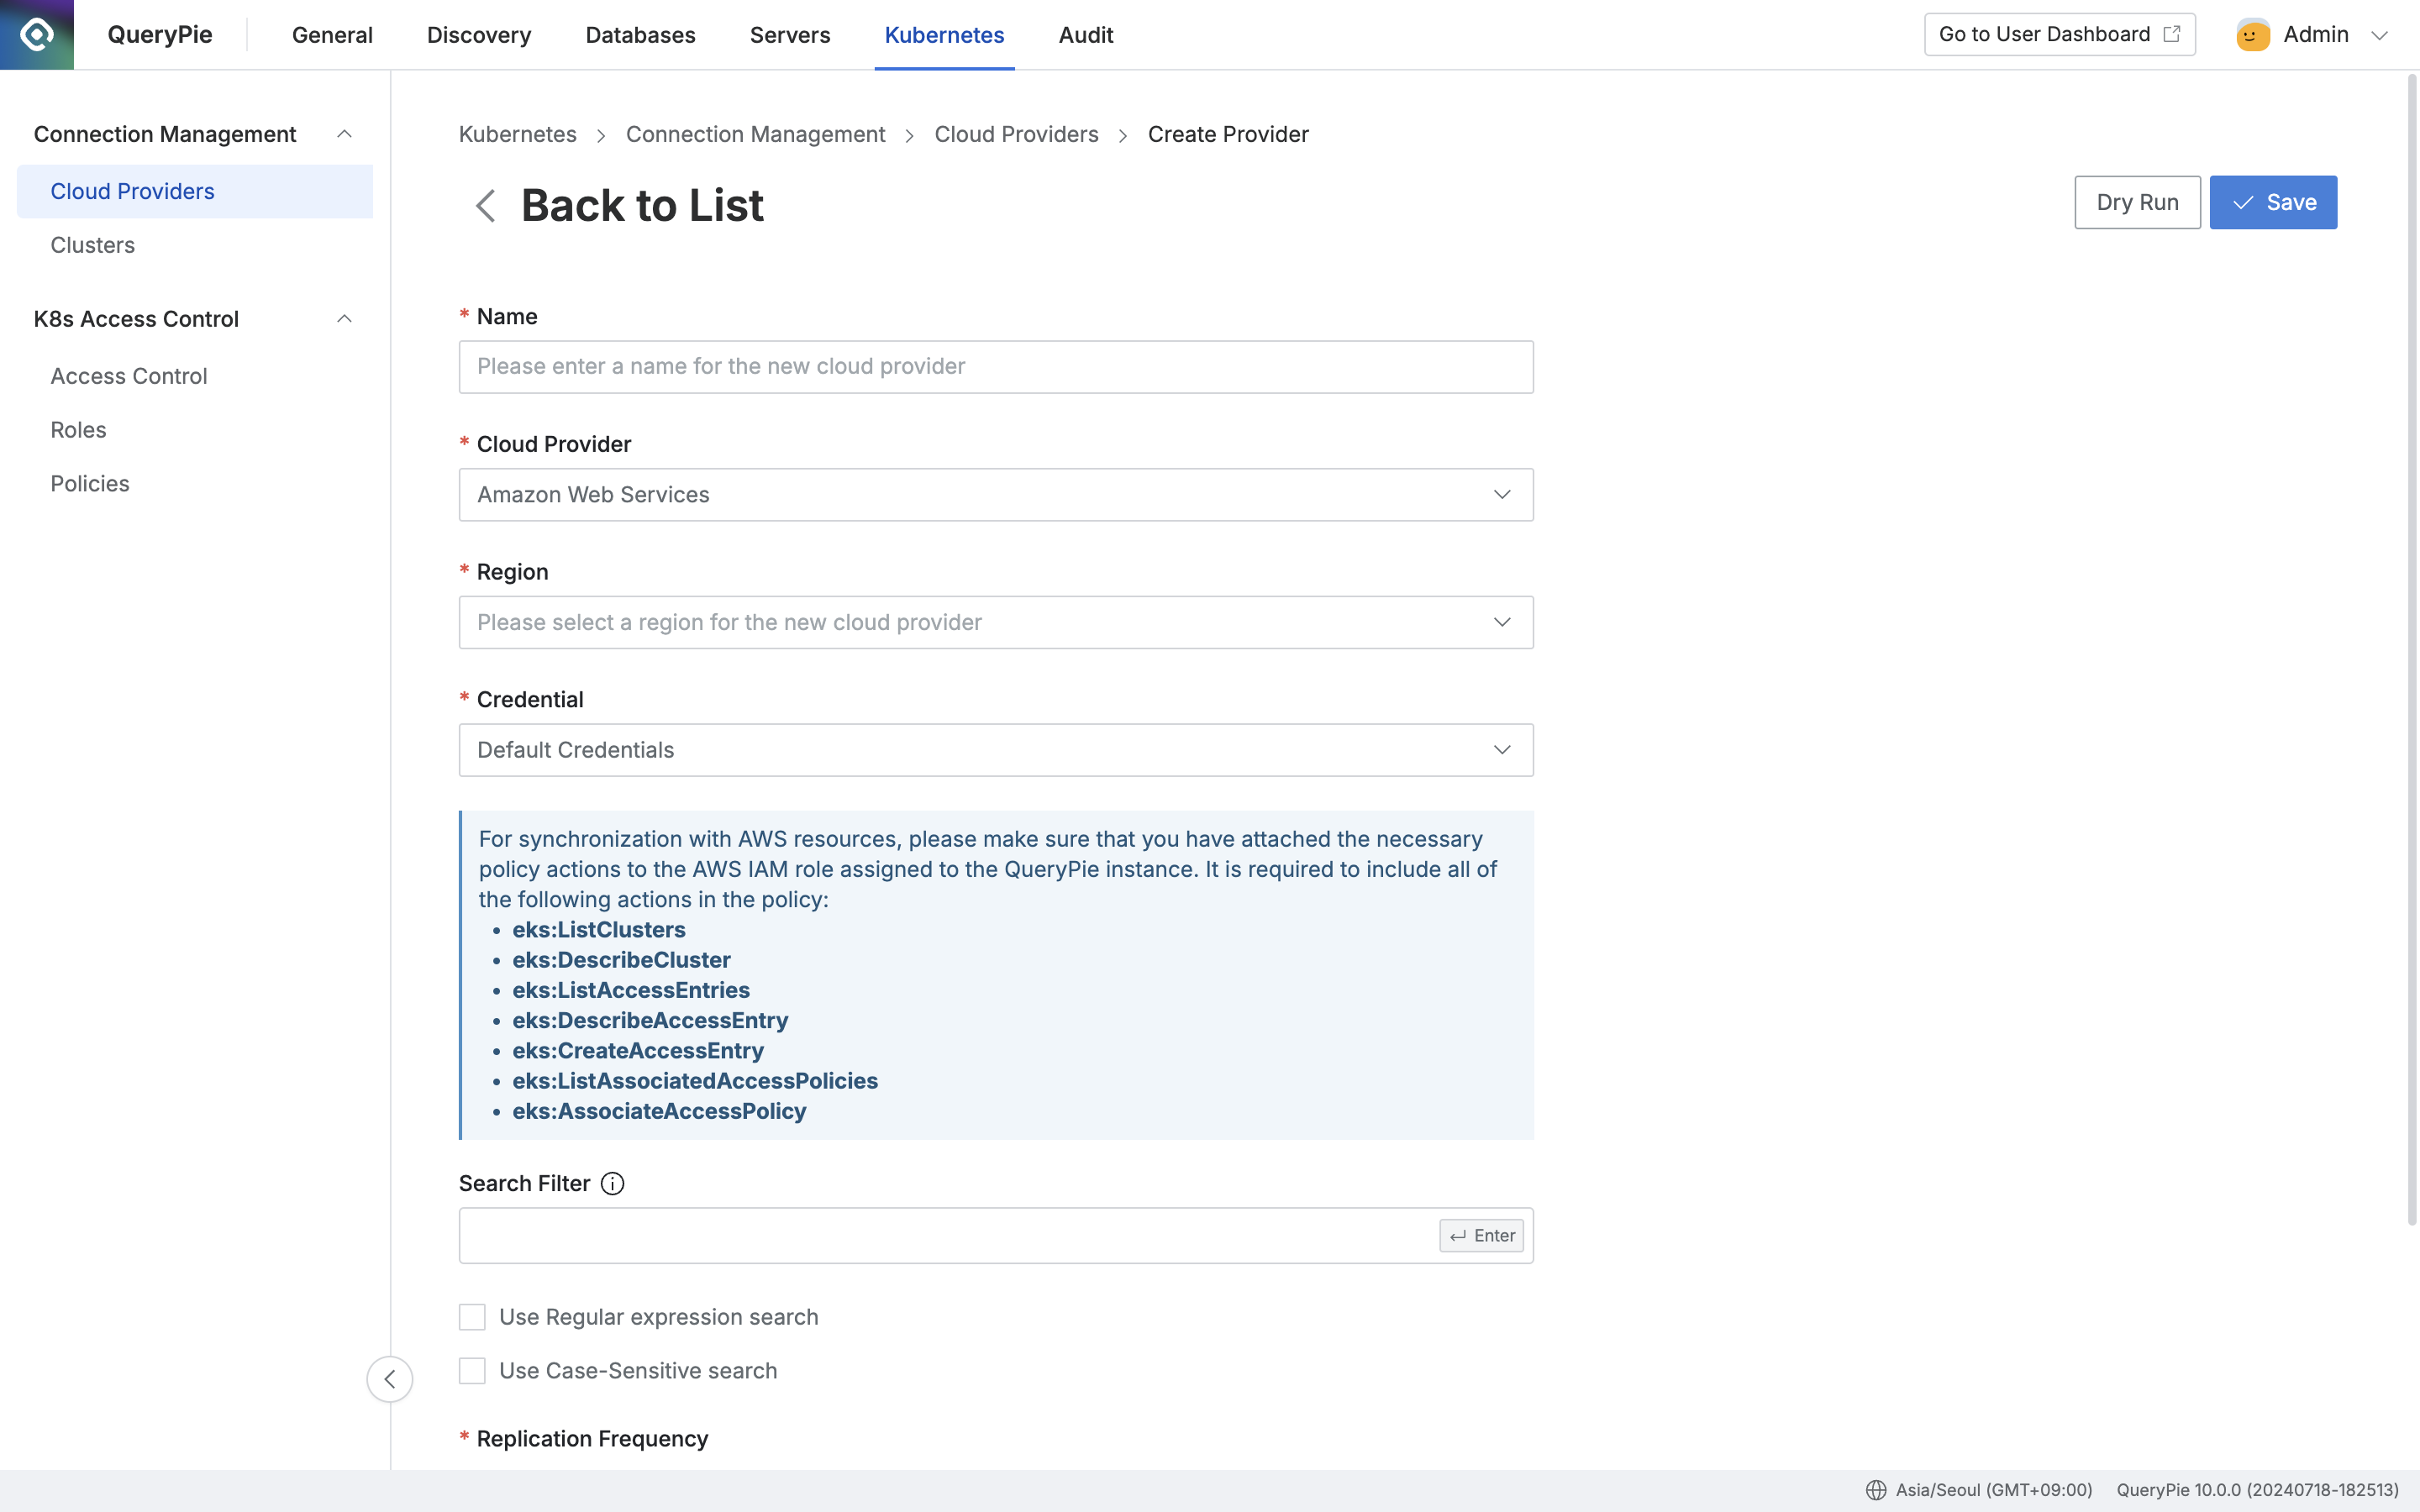 QueryPie
General
Discovery
Databases
Servers
Kubernetes
Audit
Go to User Dashboard
Admin
Connection Management
Cloud Providers
Clusters
K8s Access Control
Access Control
Roles
Policies
Kubernetes > Connection Management > Cloud Providers > Create Provider
Back to List
Dry Run
Save
* Name
Please enter a name for the new cloud provider
* Cloud Provider
Amazon Web Services
* Region
Please select a region for the new cloud provider
* Credential
Default Credentials
For synchronization with AWS resources, please make sure that you have attached the necessary
policy actions to the AWS IAM role assigned to the QueryPie instance. It is required to include all of
the following actions in the policy:
• eks:ListClusters
• eks:DescribeCluster
• eks:ListAccessEntries
• eks:DescribeAccessEntry
• eks:CreateAccessEntry
• eks:ListAssociatedAccessPolicies
• eks:AssociateAccessPolicy
Search Filter
Enter
Use Regular expression search
Use Case-Sensitive search
* Replication Frequency
Asia/Seoul (GMT+09:00)
QueryPie 10.0.0 (20240718-182513)